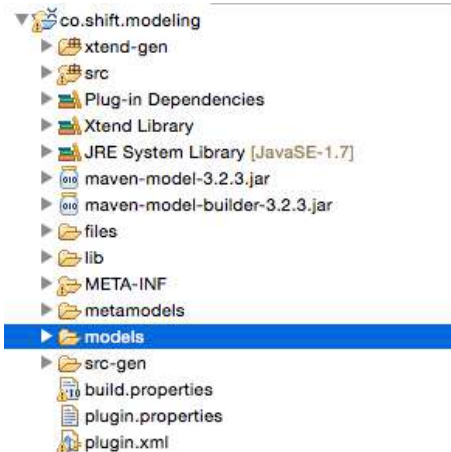 co.shift.modeling
xtend-gen
src
Plug-in Dependencies
Xtend Library
JRE System Library [JavaSE-1.7]
maven-model-3.2.3.jar
maven-model-builder-3.2.3.jar
files
lib
META-INF
metamodels
models
src-gen
build.properties
plugin.properties
plugin.xml